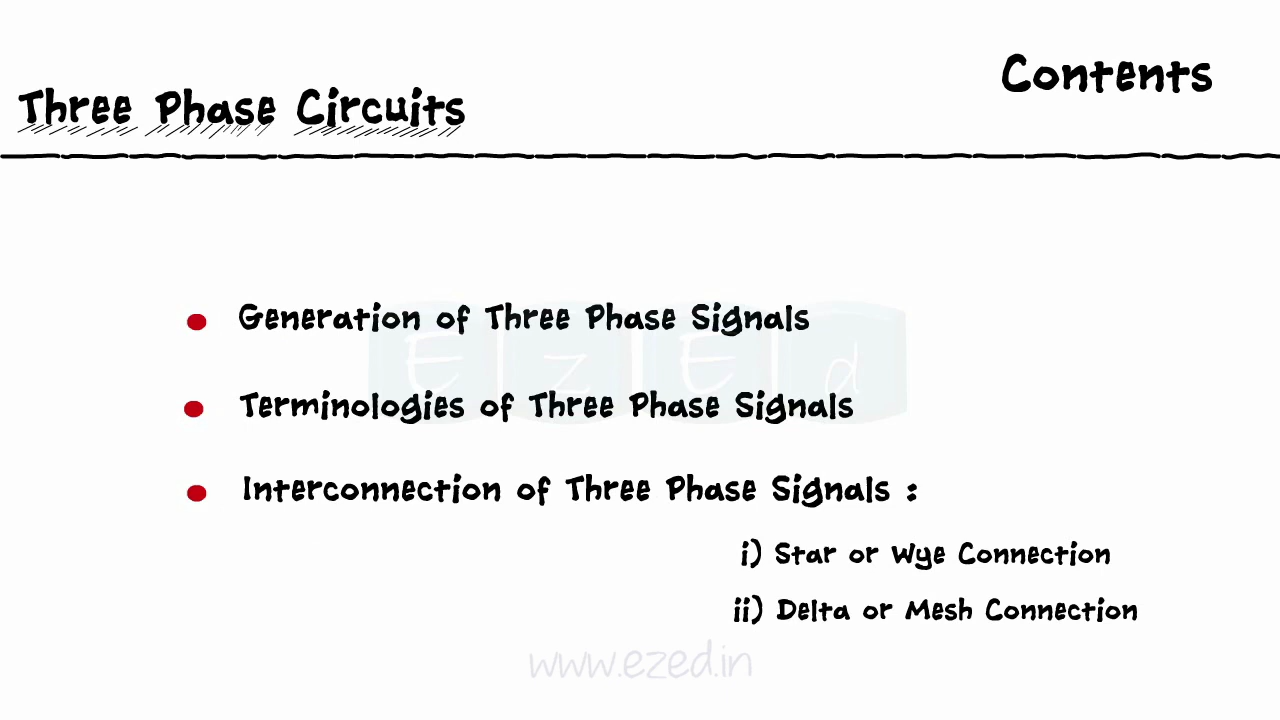 Contents
Three Phase Circuits
Generation of Three Phase Signals
Terminologies of Three Phase Signals
Interconnection of Three Phase Signals :
i) Star or Wye Connection
ii) Delta or Mesh Connection
EzEd
www.ezed.in